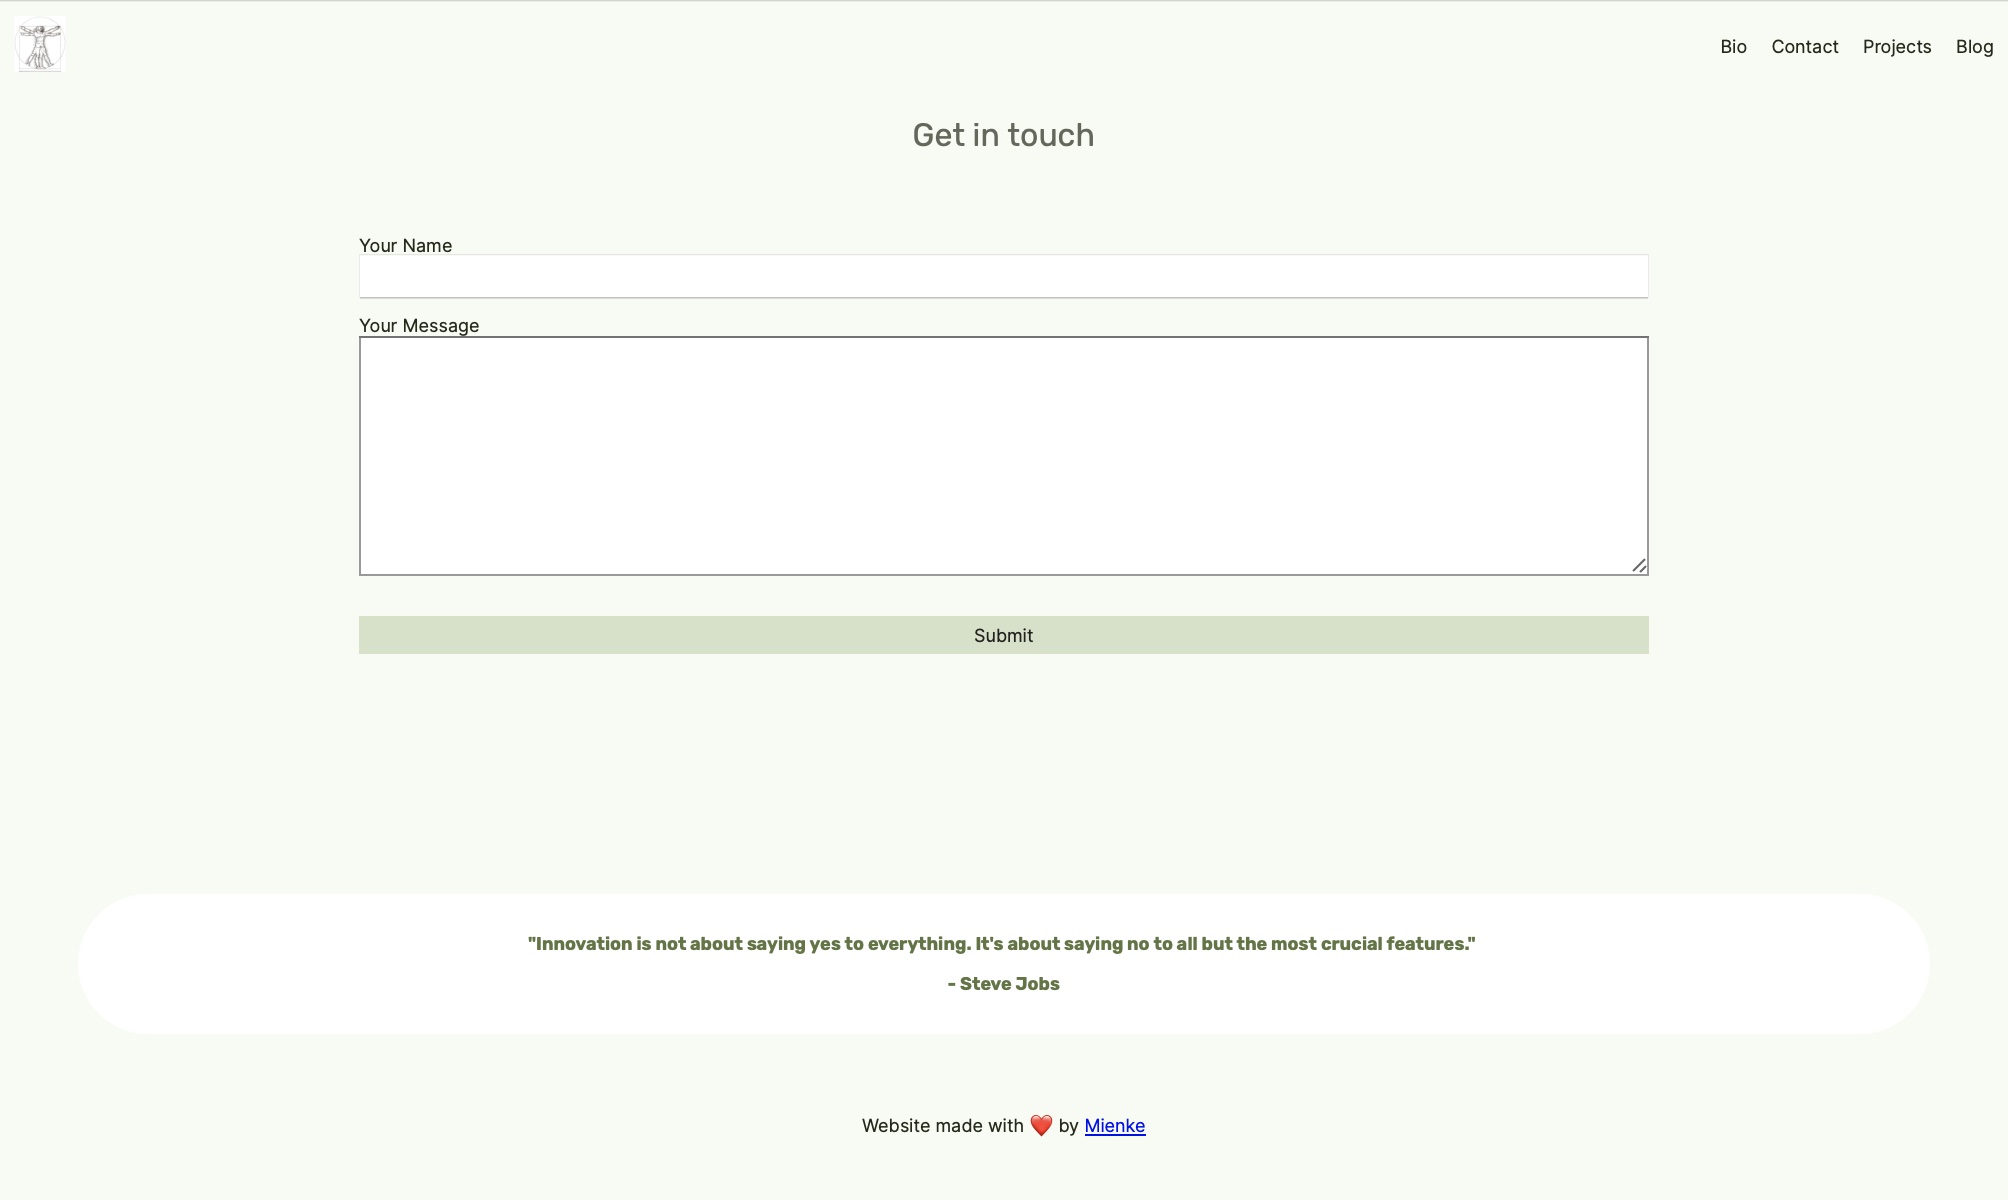 Bio Contact Projects Blog
Get in touch
Your Name
Your Message
Submit
"Innovation is not about saying yes to everything. It's about saying no to all but the most crucial features."
- Steve Jobs
Website made with ❤️ by Mienke